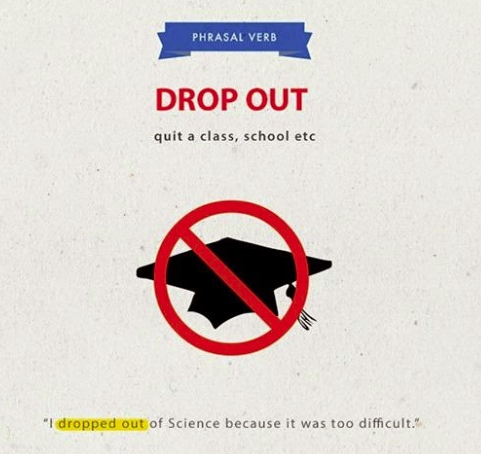 PHRASAL VERB
DROP OUT
quit a class, school etc
"I dropped out of Science because it was too difficult."